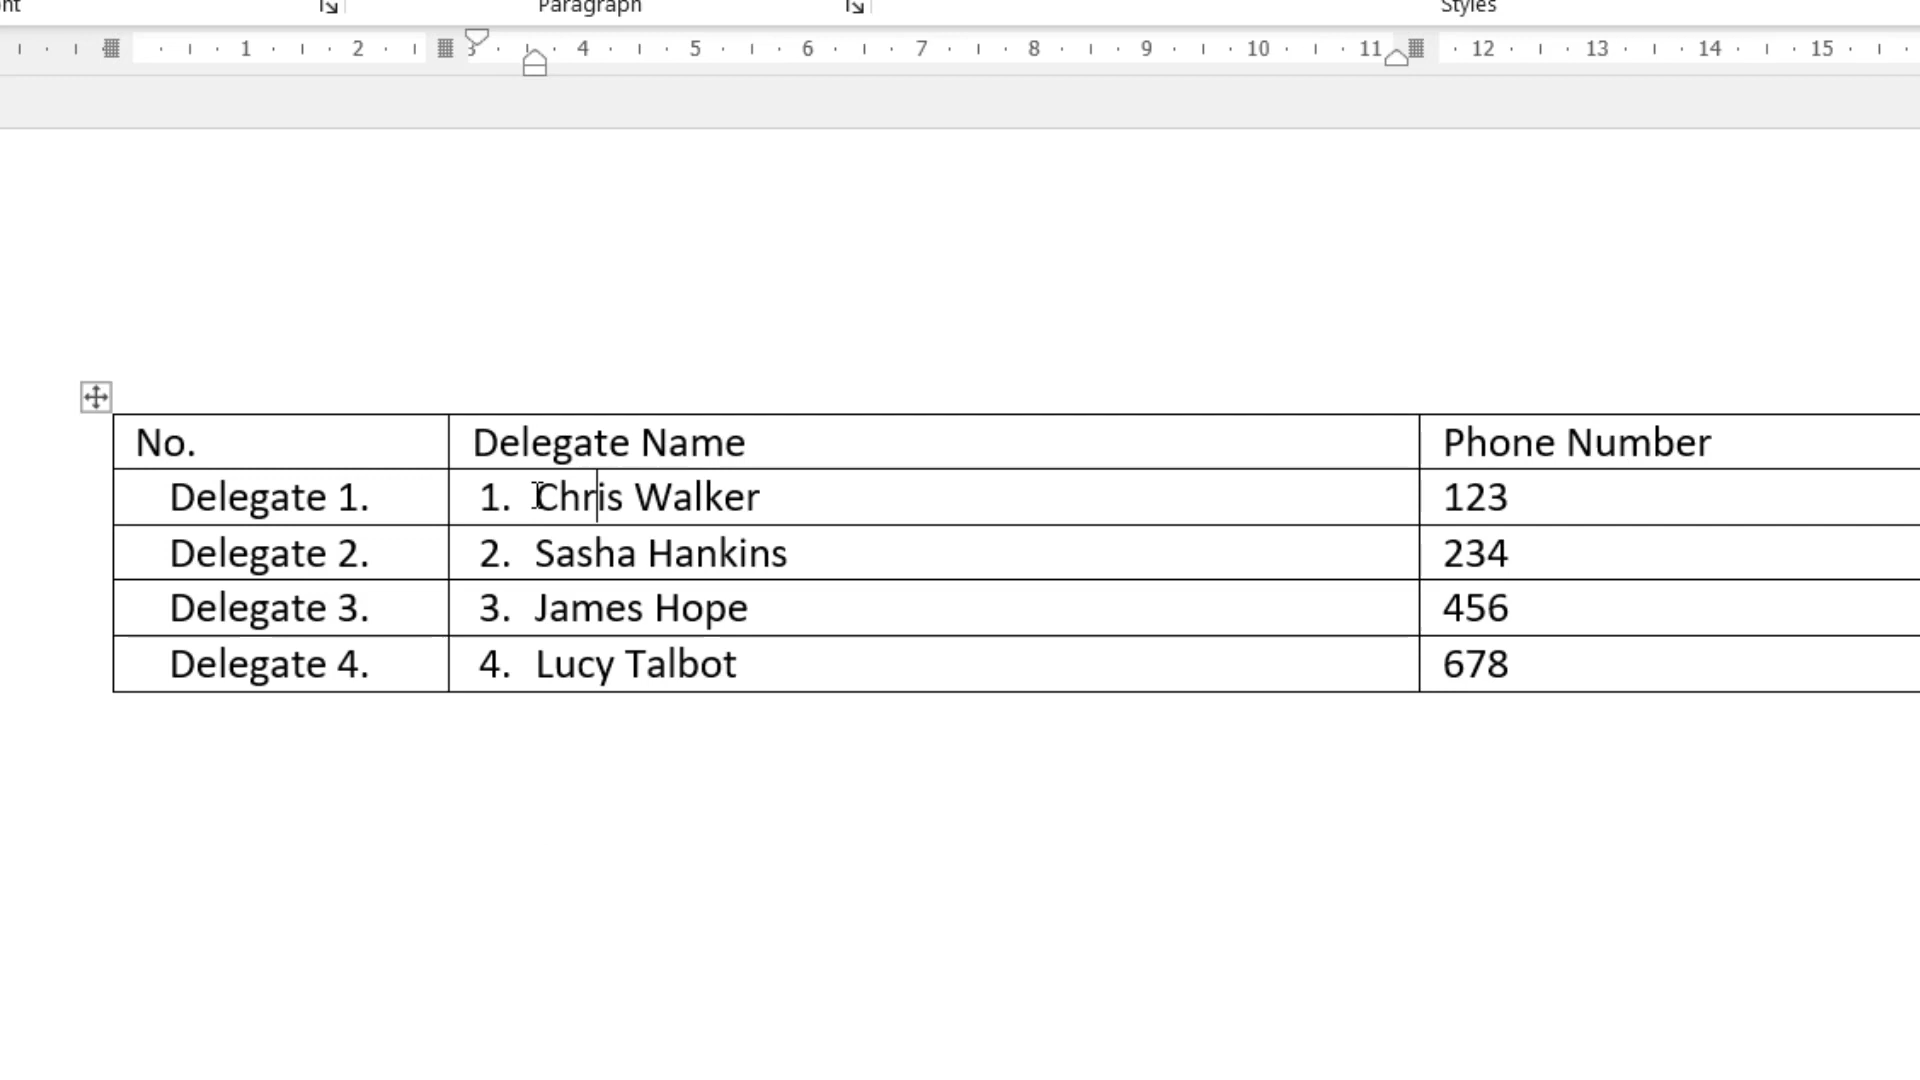 Paragraph
Styles
1 2 3 4 5 6 7 8 9 10 11 12 13 14 15
No. Delegate Name Phone Number
Delegate 1. 1. Chris Walker 123
Delegate 2. 2. Sasha Hankins 234
Delegate 3. 3. James Hope 456
Delegate 4. 4. Lucy Talbot 678